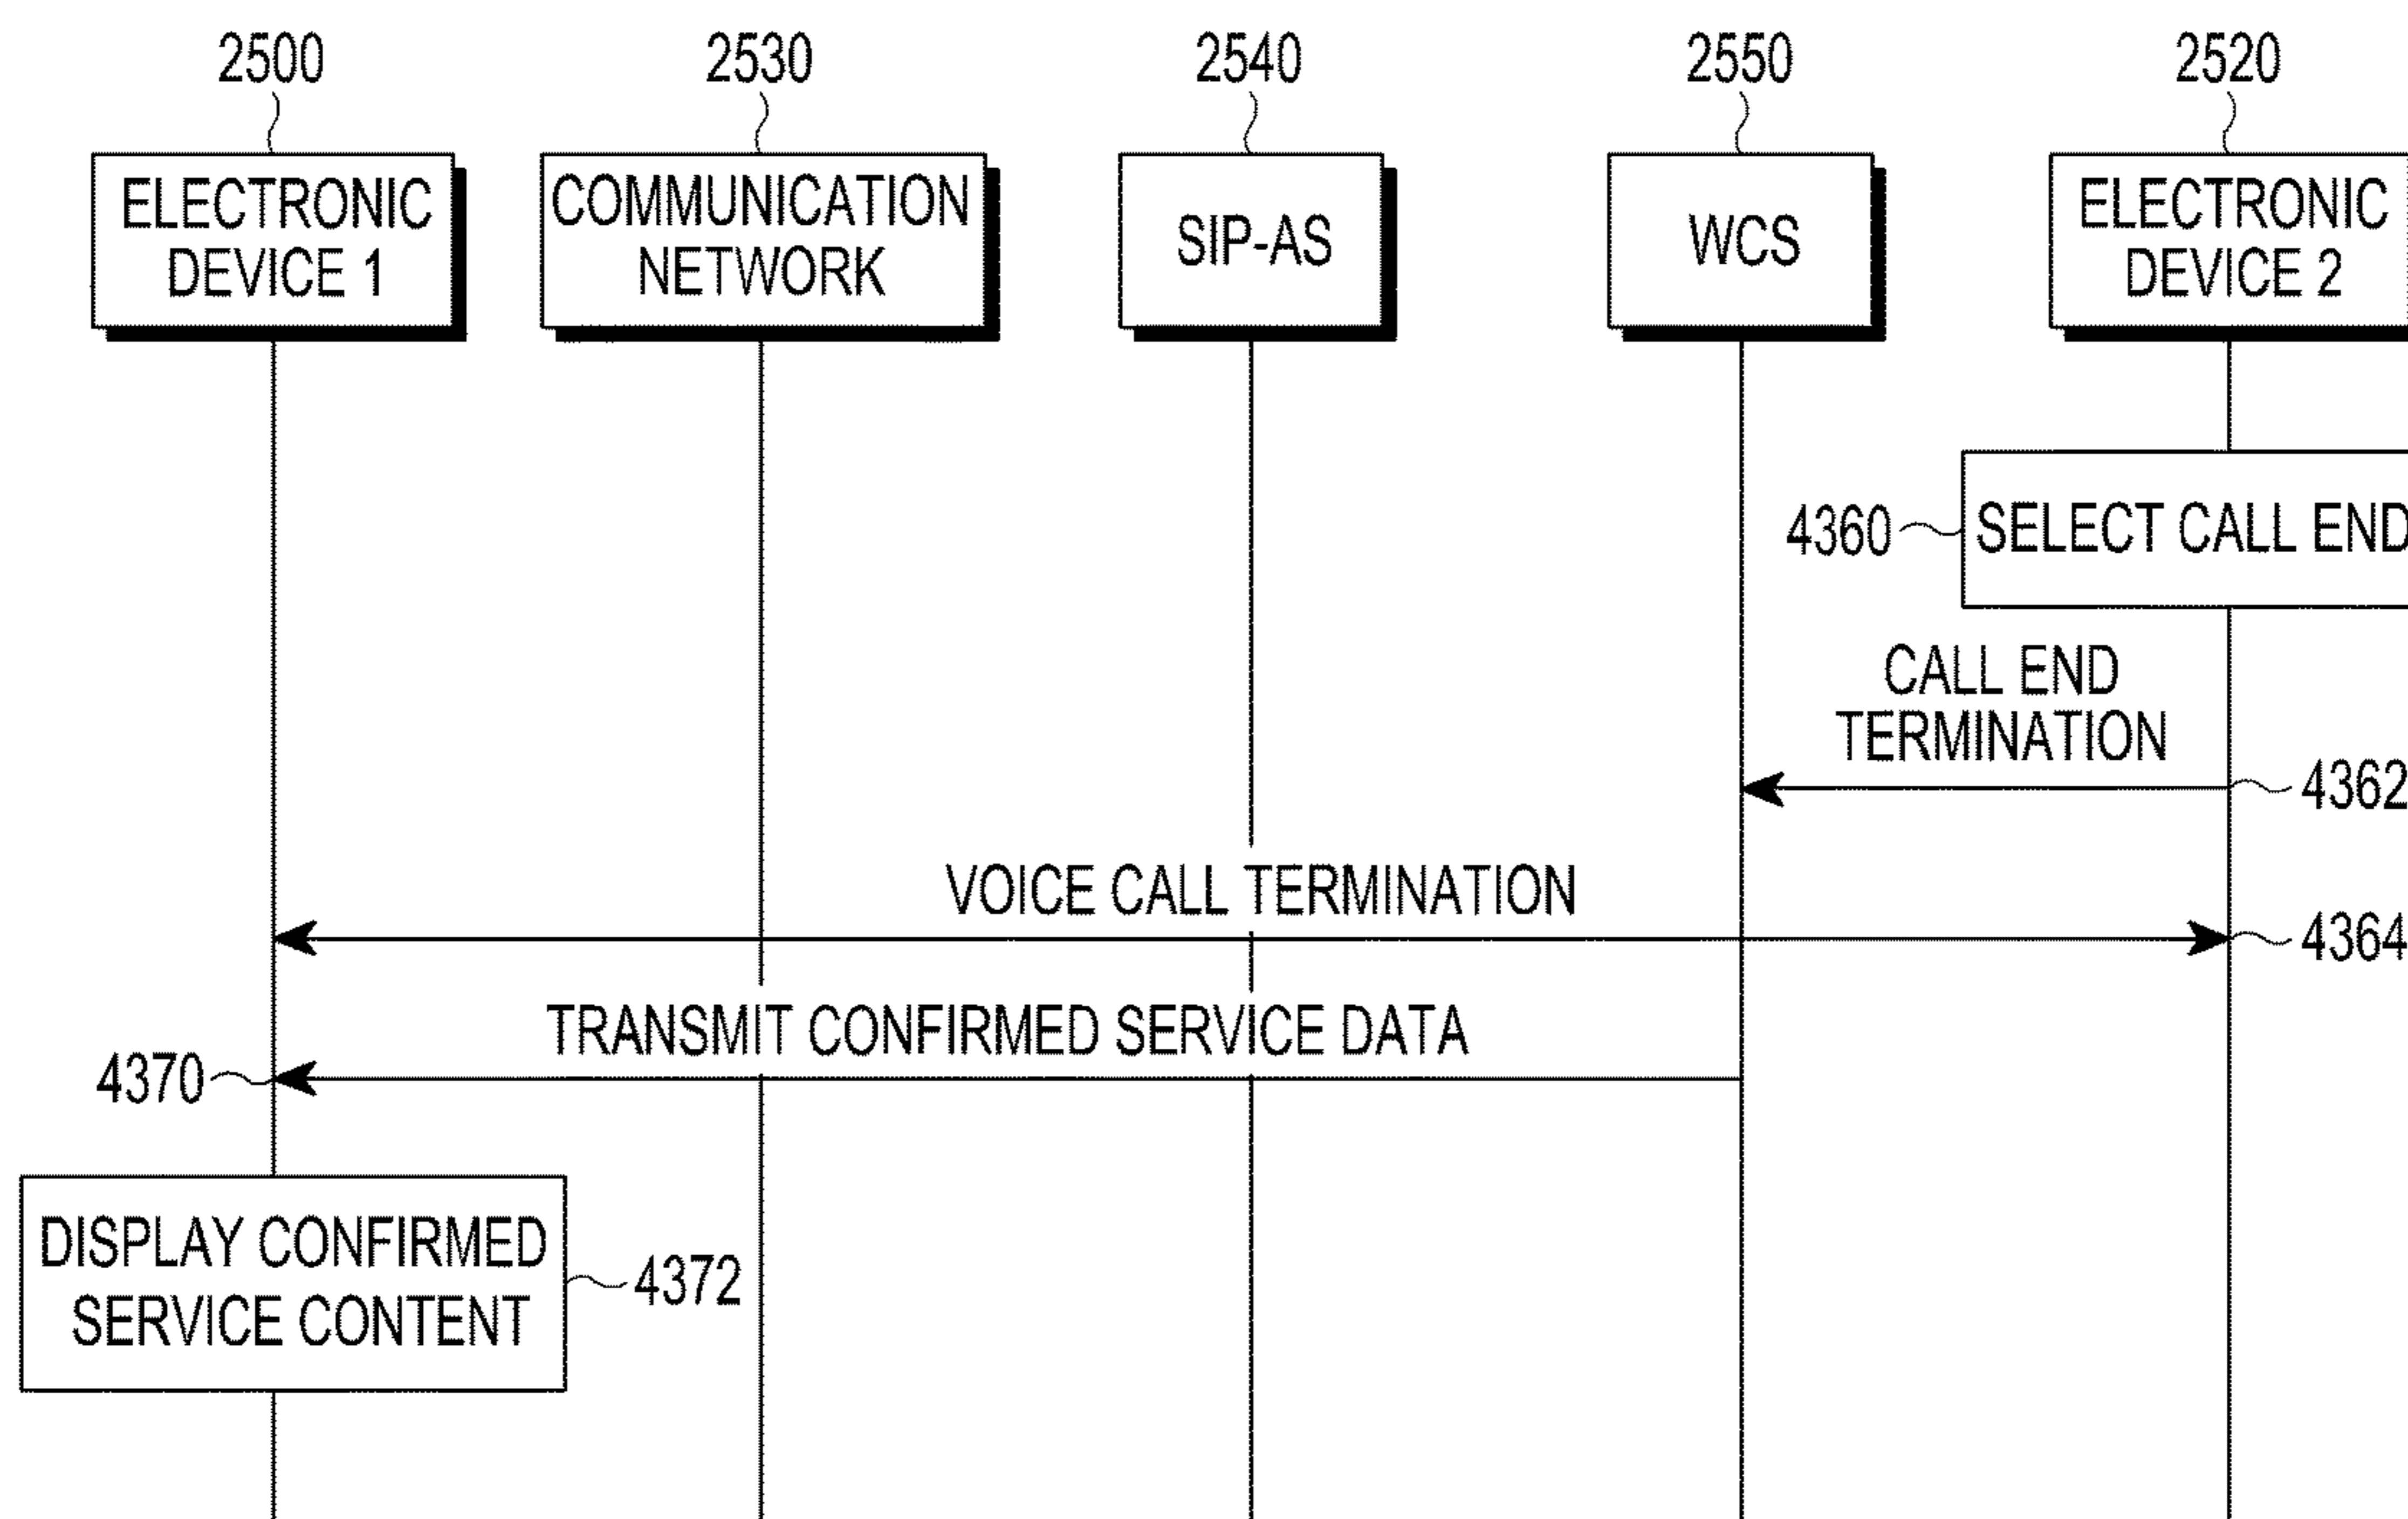 2500
2530
2540
2550
2520
ELECTRONIC
DEVICE 1
COMMUNICATION
NETWORK
SIP-AS
WCS
ELECTRONIC
DEVICE 2
4360
SELECT CALL END
CALL END
TERMINATION
4362
VOICE CALL TERMINATION
4364
TRANSMIT CONFIRMED SERVICE DATA
4370
DISPLAY CONFIRMED
SERVICE CONTENT
4372